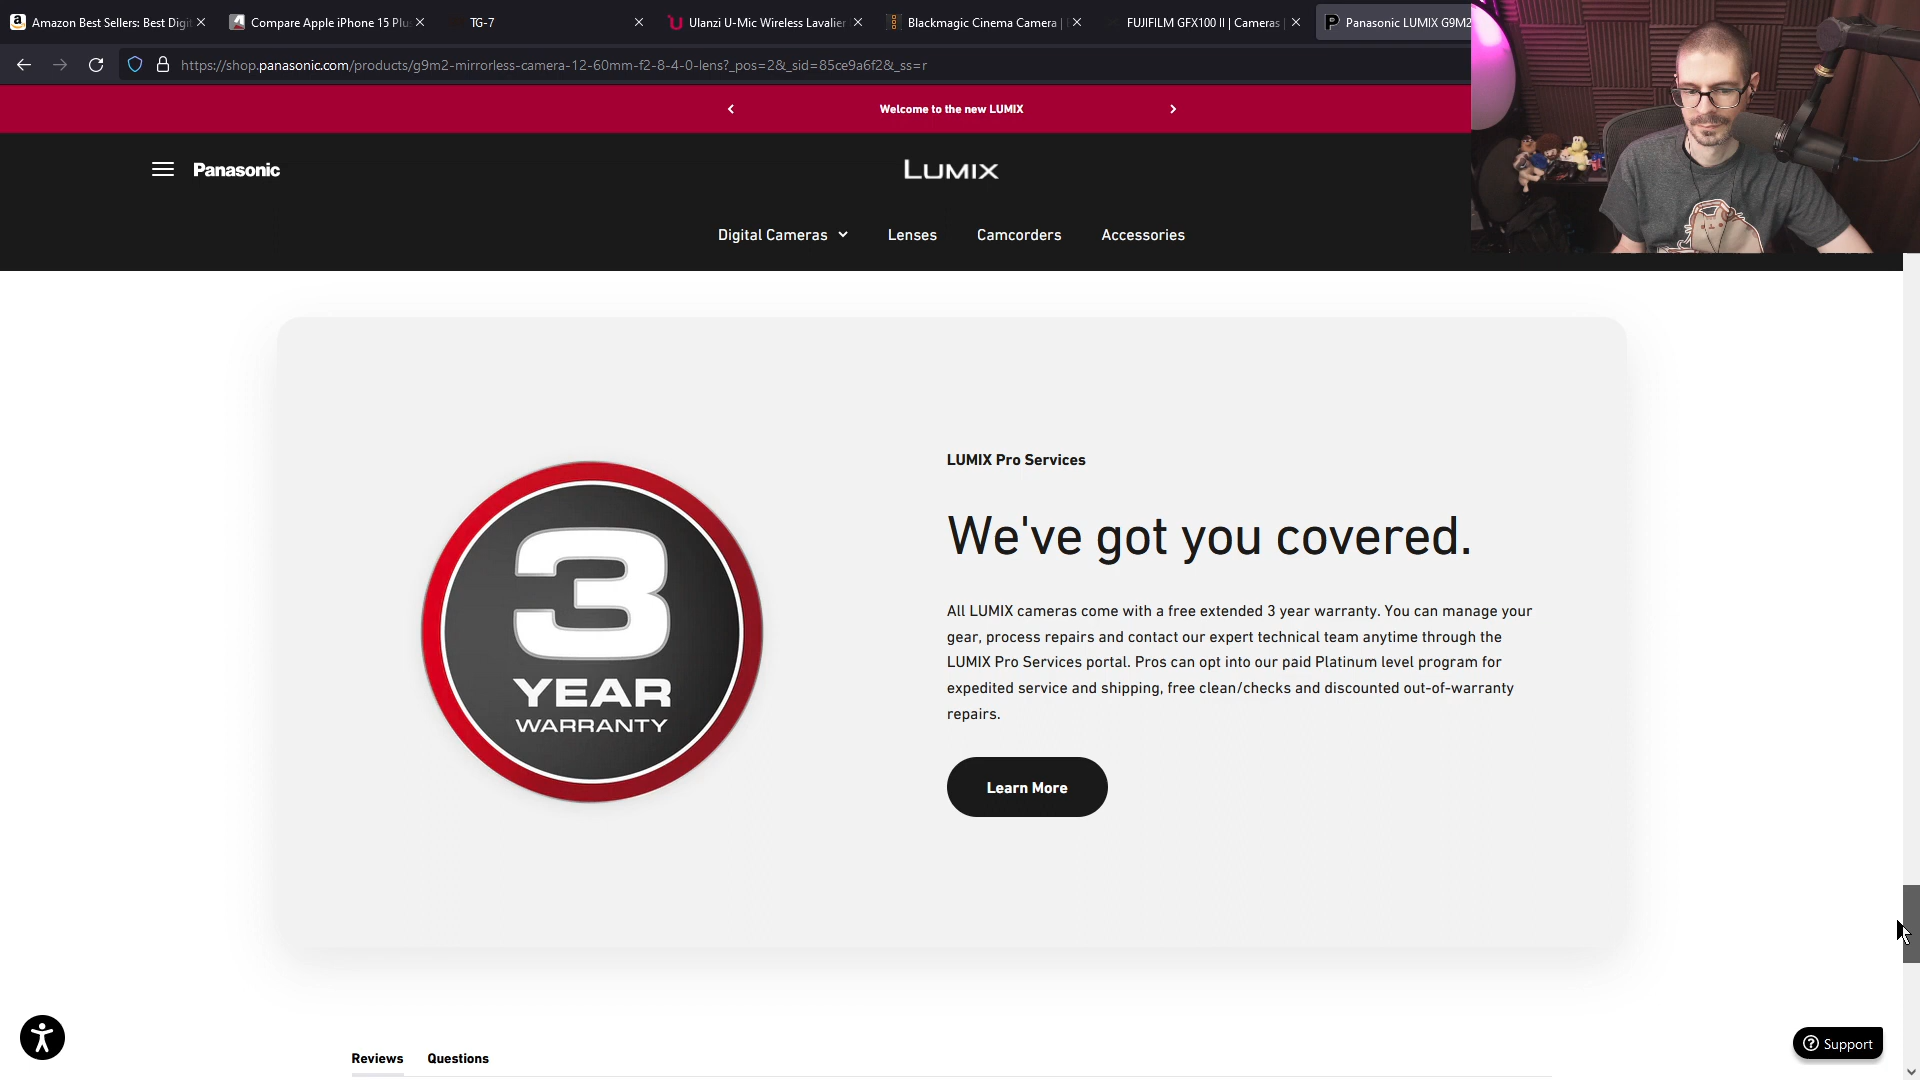 Amazon Best Sellers: Best Digit
Compare Apple iPhone 15 Plu
TG-7
Ulanzi U-Mic Wireless Lavalier
Blackmagic Cinema Camera |
FUJIFILM GFX100 II | Cameras |
Panasonic LUMIX G9M2
https://shop.panasonic.com/products/g9m2-mirrorless-camera-12-60mm-f2-8-4-0-lens?_pos=2&_sid=85ce9a6f2&_ss=r
Welcome to the new LUMIX
Panasonic
LUMIX
Digital Cameras
Lenses
Camcorders
Accessories
3
YEAR
WARRANTY
LUMIX Pro Services
We've got you covered.
All LUMIX cameras come with a free extended 3 year warranty. You can manage your
gear, process repairs and contact our expert technical team anytime through the
LUMIX Pro Services portal. Pros can opt into our paid Platinum level program for
expedited service and shipping, free clean/checks and discounted out-of-warranty
repairs.
Learn More
Reviews
Questions
Support